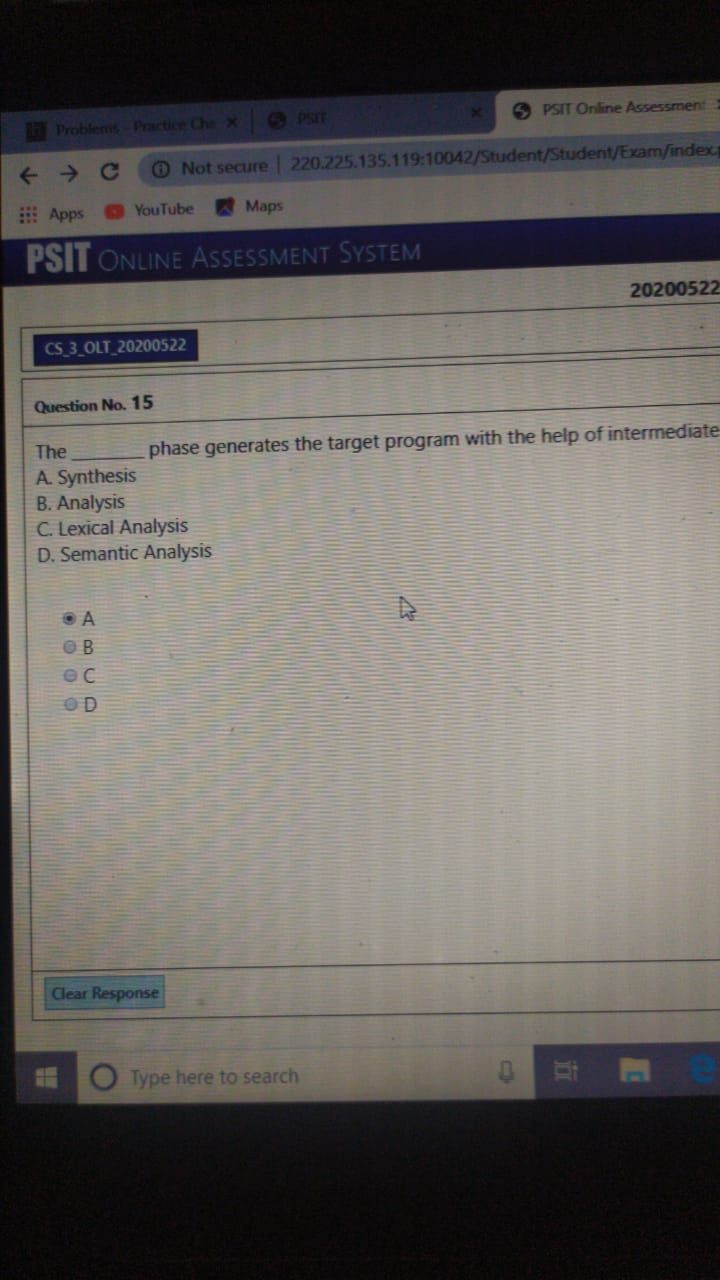 Problems - Practice Cha
PSIT
PSIT Online Assessment
Not secure | 220.225.135.119:10042/Student/Student/Exam/index.p
Apps
YouTube
Maps
PSIT ONLINE ASSESSMENT SYSTEM
20200522
CS_3_OLT_20200522
Question No. 15
The _______ phase generates the target program with the help of intermediate
A. Synthesis
B. Analysis
C. Lexical Analysis
D. Semantic Analysis
A
B
C
D
Clear Response
Type here to search